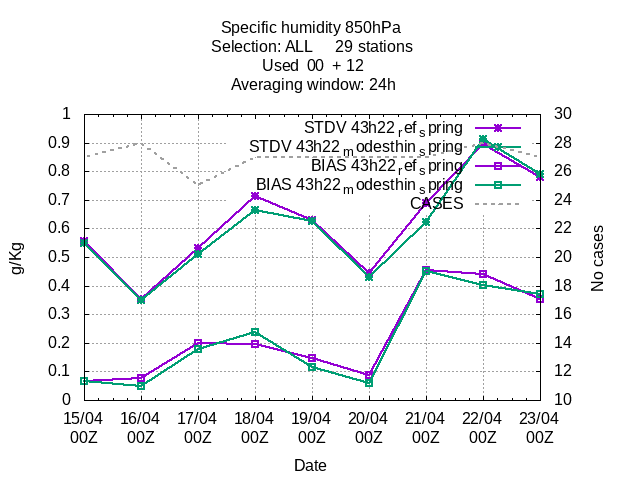 Specific humidity 850hPa
Selection: ALL 29 stations
Used 00 + 12
Averaging window: 24h
g/Kg
1
0.9
0.8
0.7
0.6
0.5
0.4
0.3
0.2
0.1
0
STDV 43h22refspring
STDV 43h22modesthinspring
BIAS 43h22refspring
BIAS 43h22modesthinspring
CASES
30
28
26
24
22
20
18
16
14
12
10
No cases
15/04 16/04 17/04 18/04 19/04 20/04 21/04 22/04 23/04
00Z 00Z 00Z 00Z 00Z 00Z 00Z 00Z 00Z
Date